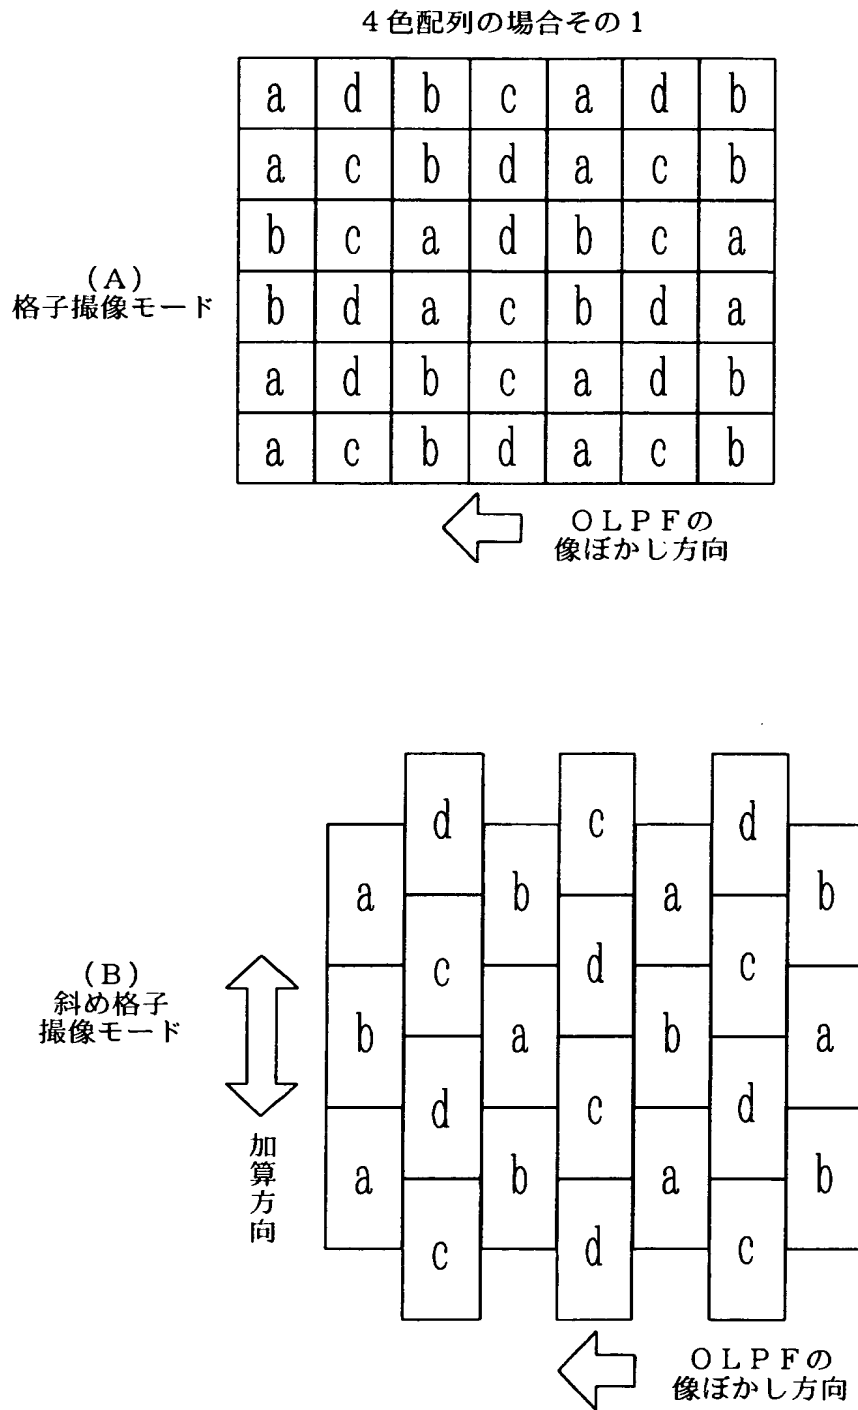 ４色配列の場合その１
a d b c a d b
a c b d a c b
b c a d b c a
b d a c b d a
a d b c a d b
a c b d a c b
(A)
格子撮像モード
OLPFの
像ぼかし方向
d c d
a b a b
c d c
b a b a
d c d
a b a b
c d c
(B)
斜め格子
撮像モード
加算方向
OLPFの
像ぼかし方向